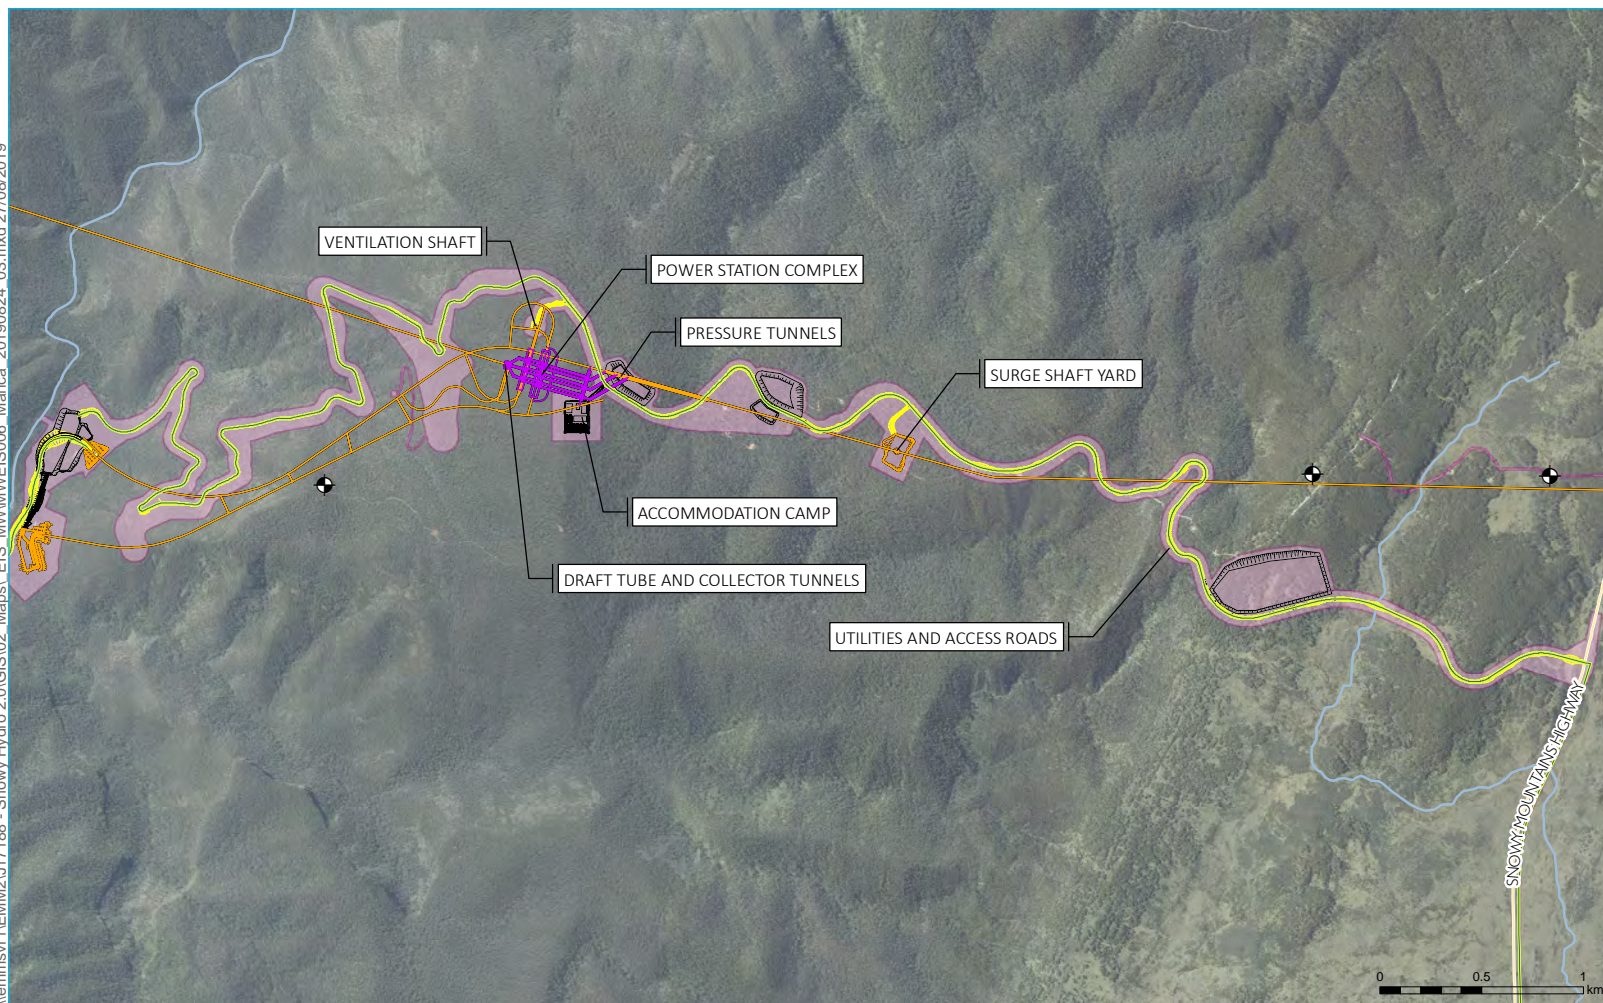 VENTILATION SHAFT
POWER STATION COMPLEX
PRESSURE TUNNELS
SURGE SHAFT YARD
ACCOMMODATION CAMP
DRAFT TUBE AND COLLECTOR TUNNELS
UTILITIES AND ACCESS ROADS
SNOWY MOUNTAINS HIGHWAY
0 0.5 1
km